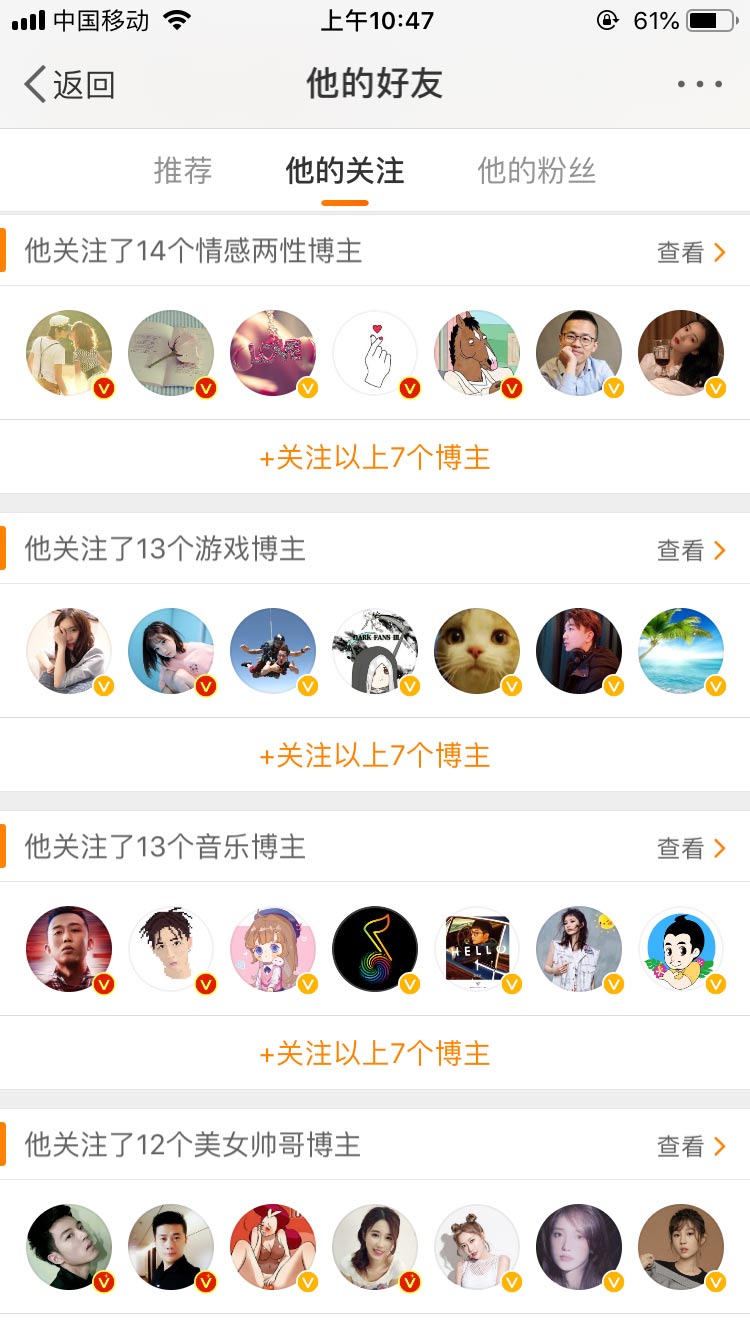 中国移动 上午10:47 61%
返回 他的好友
推荐 他的关注 他的粉丝
他关注了14个情感两性博主 查看
LOVE
+关注以上7个博主
他关注了13个游戏博主 查看
DARK FANS III
+关注以上7个博主
他关注了13个音乐博主 查看
HELLO
+关注以上7个博主
他关注了12个美女帅哥博主 查看